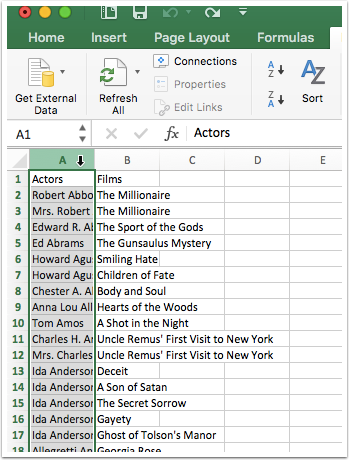 Home Insert Page Layout Formulas
Get External Data
Refresh All
Connections
Properties
Edit Links
A Z
Z A
A Z
Sort
A1 fx Actors
A B C D E
1 Actors Films
2 Robert Abbo The Millionaire
3 Mrs. Robert The Millionaire
4 Edward R. Ab The Sport of the Gods
5 Ed Abrams The Gunsaulus Mystery
6 Howard Agu Smiling Hate
7 Howard Agu Children of Fate
8 Chester A. Al Body and Soul
9 Anna Lou All Hearts of the Woods
10 Tom Amos A Shot in the Night
11 Charles H. An Uncle Remus' First Visit to New York
12 Mrs. Charles Uncle Remus' First Visit to New York
13 Ida Anderson Deceit
14 Ida Anderson A Son of Satan
15 Ida Anderson The Secret Sorrow
16 Ida Anderson Gayety
17 Ida Anderson Ghost of Tolson's Manor
18 Allegretti An Georgia Rose